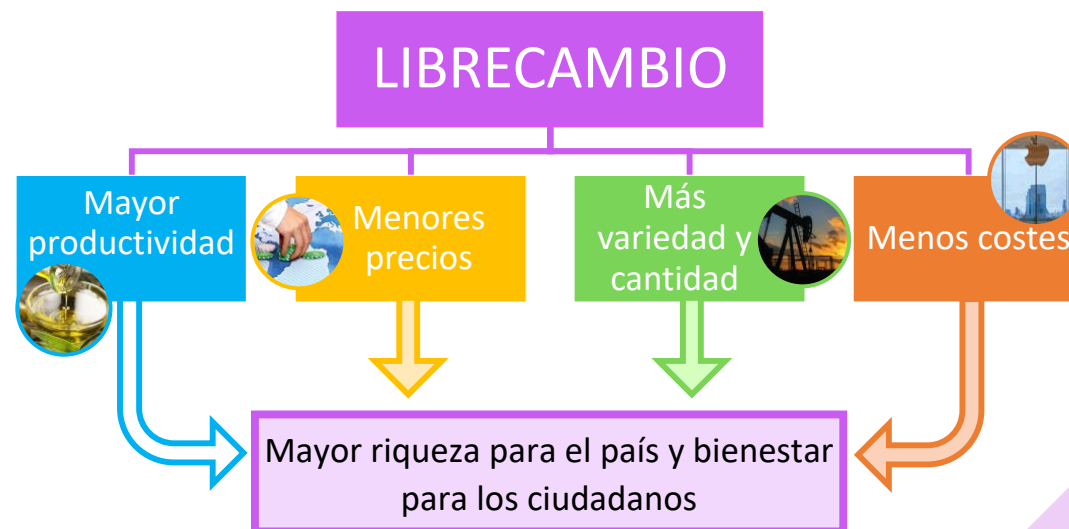 LIBRECAMBIO
Mayor
productividad
Menores
precios
Más
variedad y
cantidad
Menos costes
Mayor riqueza para el país y bienestar
para los ciudadanos